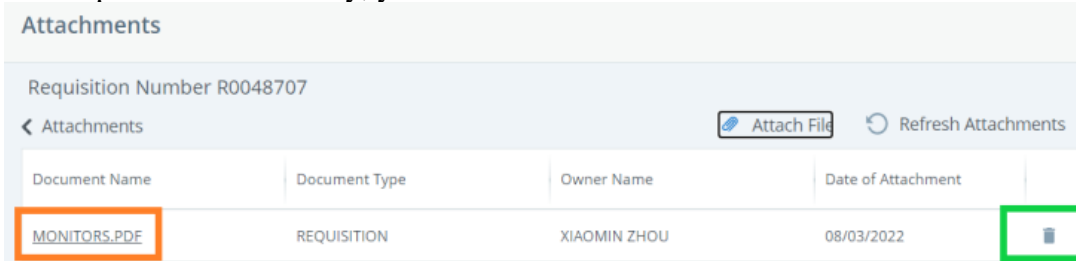 Attachments
Requisition Number R0048707
Attachments Attach File Refresh Attachments
Document Name Document Type Owner Name Date of Attachment
MONITORS.PDF REQUISITION XIAOMIN ZHOU 08/03/2022